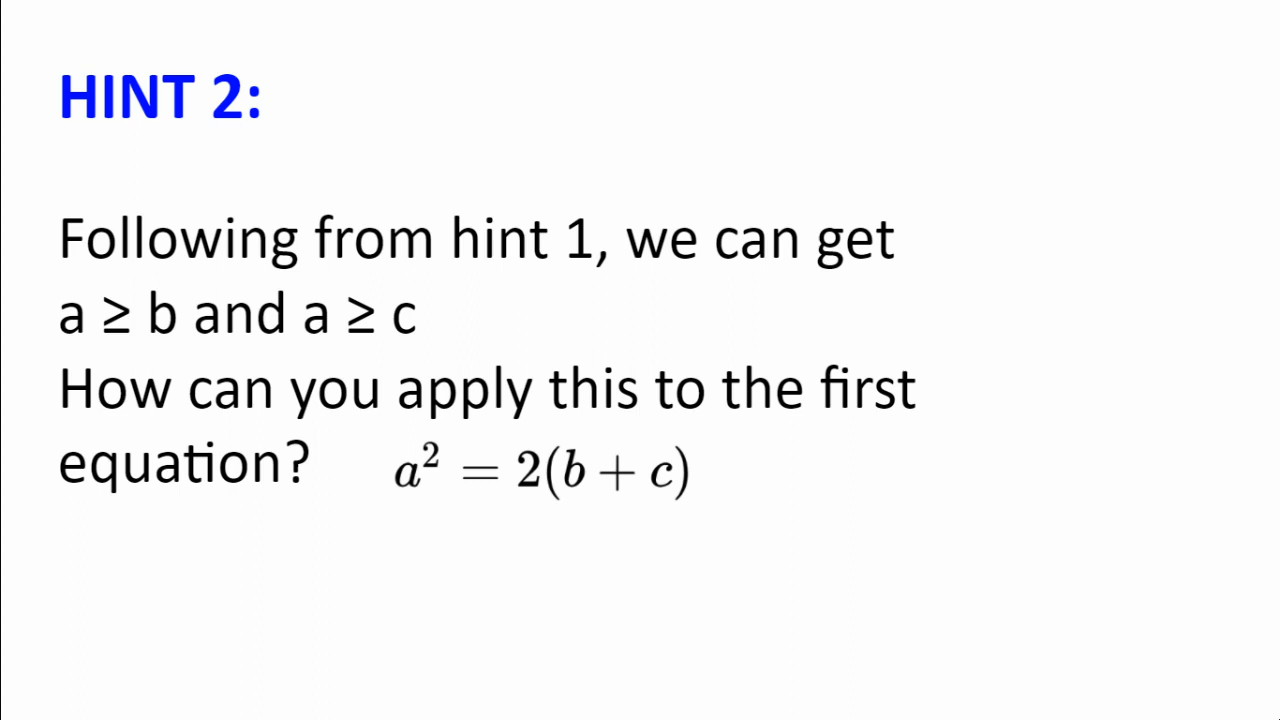 HINT 2:
Following from hint 1, we can get
a ≥ b and a ≥ c
How can you apply this to the first
equation? a² = 2(b + c)